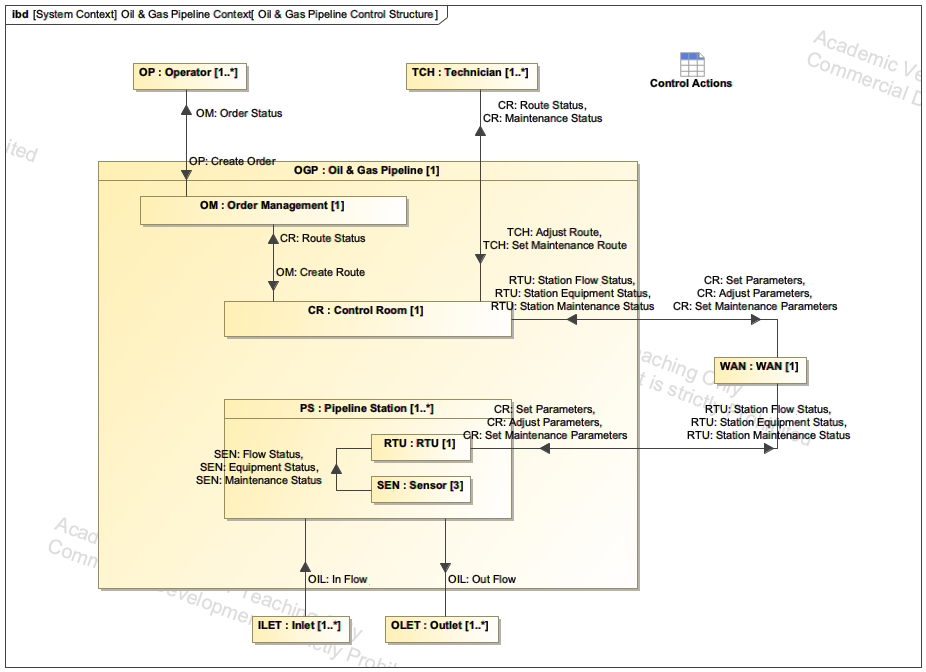 ibd [System Context] Oil & Gas Pipeline Context[ Oil & Gas Pipeline Control Structure]
OP : Operator [1..*]
TCH : Technician [1..*]
Control Actions
Academic Ve
Commercial D
OM: Order Status
CR: Route Status,
CR: Maintenance Status
ited
OP: Create Order
OGP : Oil & Gas Pipeline [1]
OM : Order Management [1]
CR: Route Status
TCH: Adjust Route,
TCH: Set Maintenance Route
OM: Create Route
RTU: Station Flow Status,
RTU: Station Equipment Status,
RTU: Station Maintenance Status
CR: Set Parameters,
CR: Adjust Parameters,
CR: Set Maintenance Parameters
CR : Control Room [1]
WAN : WAN [1]
aching Only
t is strictly
PS : Pipeline Station [1..*]
CR: Set Parameters,
CR: Adjust Parameters,
CR: Set Maintenance Parameters
RTU: Station Flow Status,
RTU: Station Equipment Status,
RTU: Station Maintenance Status
RTU : RTU [1]
SEN: Flow Status,
SEN: Equipment Status,
SEN: Maintenance Status
SEN : Sensor [3]
Acad
Comm
OIL: In Flow
OIL: Out Flow
evelopmen
Teaching
ctly Prohi
ILET : Inlet [1..*]
OLET : Outlet [1..*]